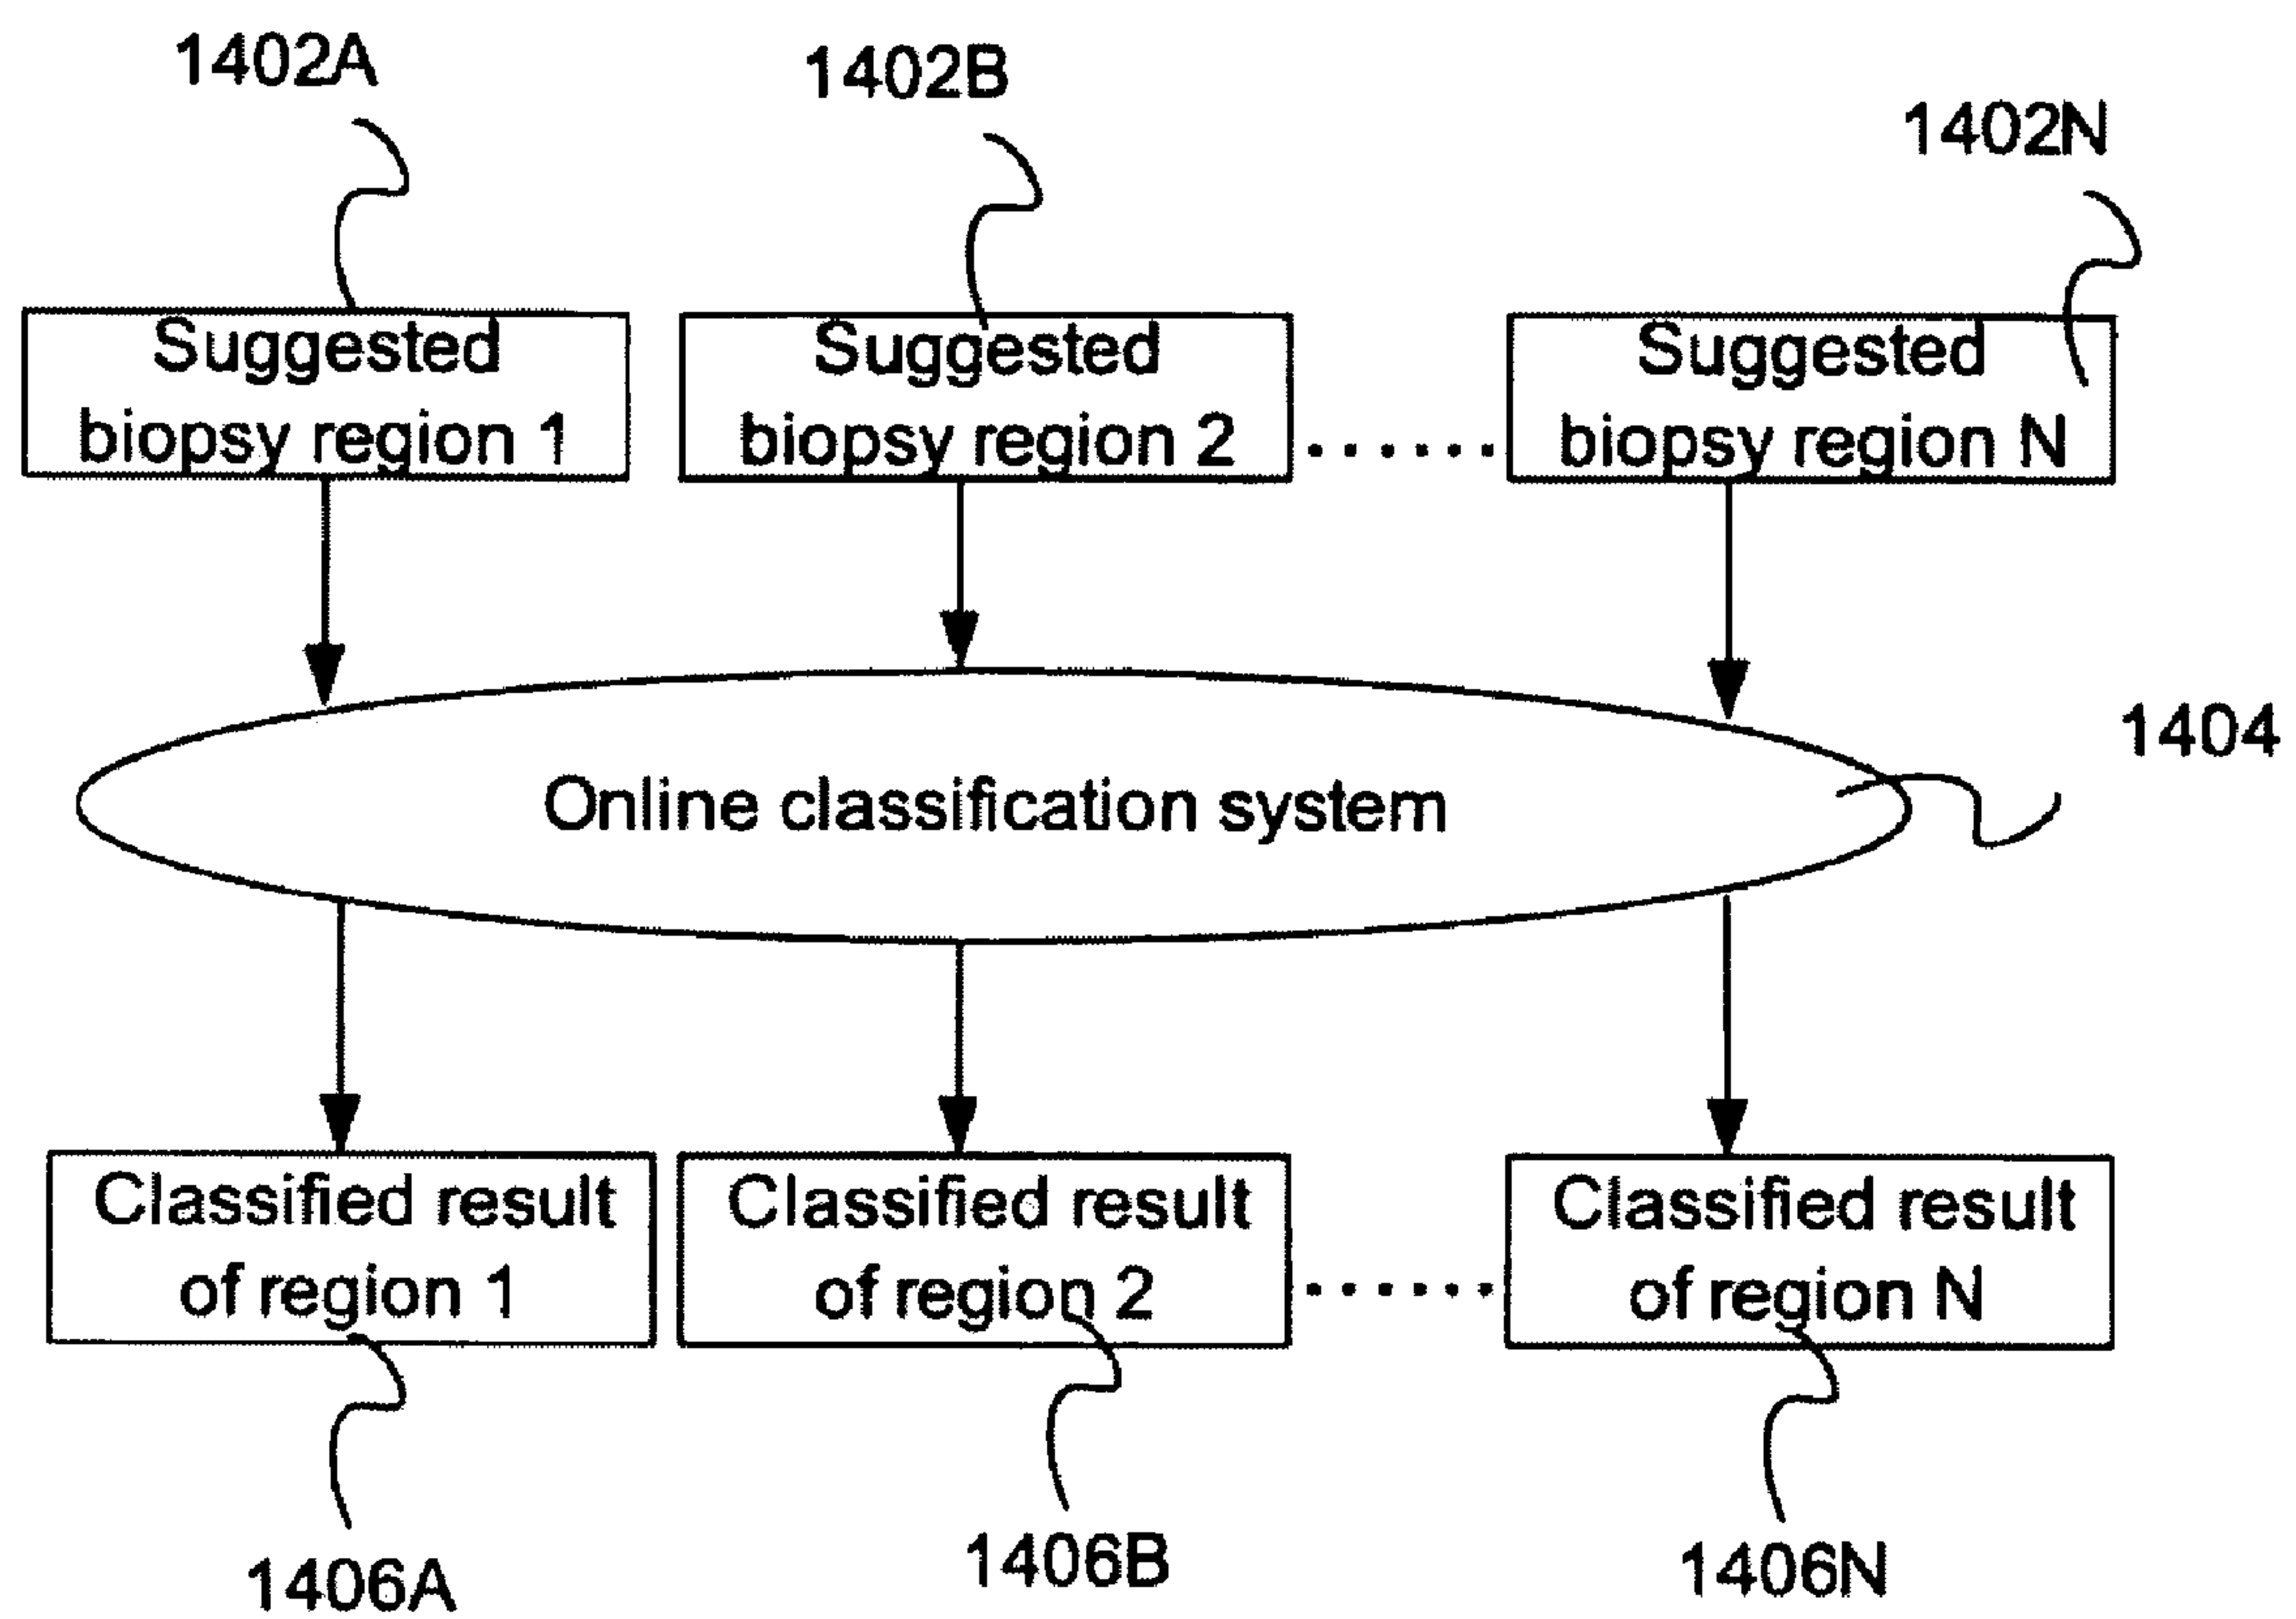 1402A
1402B
1402N
Suggested
biopsy region 1
Suggested
biopsy region 2
......
Suggested
biopsy region N
1404
Online classification system
Classified result
of region 1
Classified result
of region 2
......
Classified result
of region N
1406A
1406B
1406N